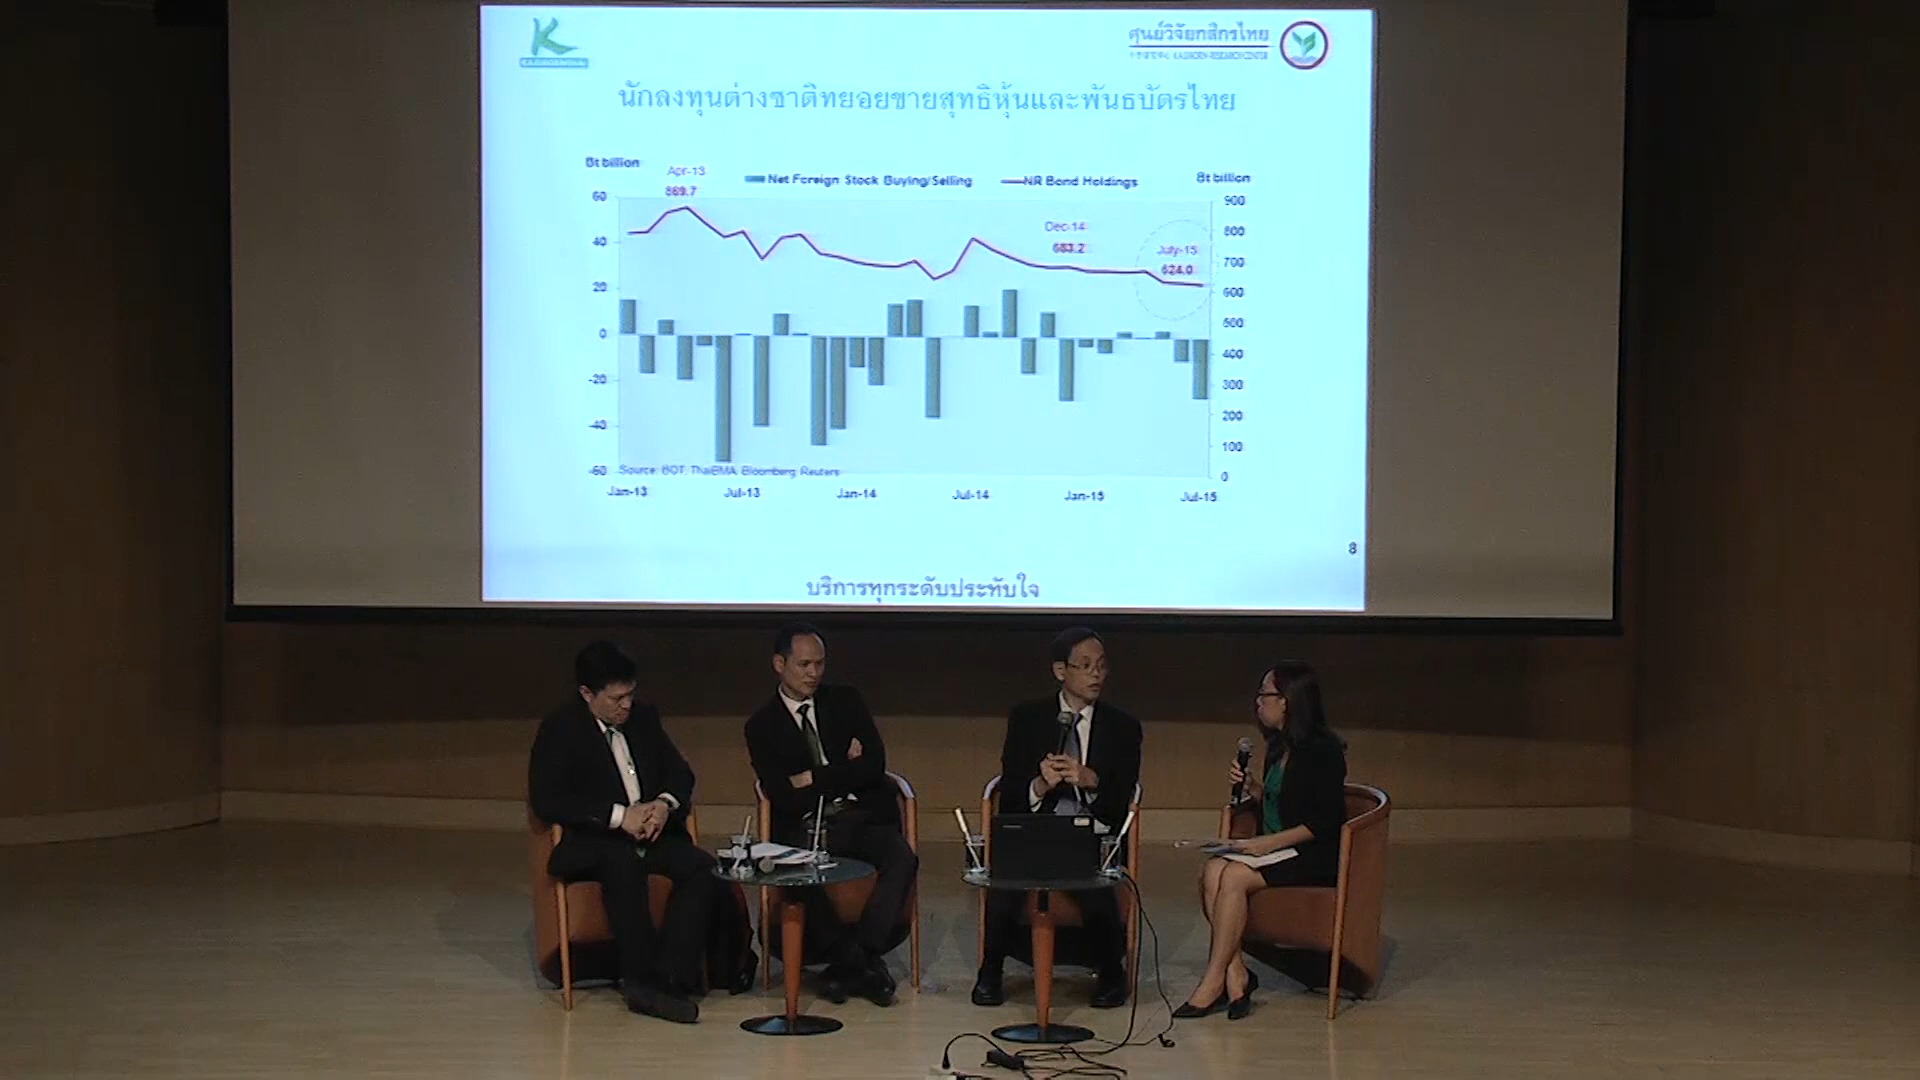 K
KASIKORNTHAI
ศูนย์วิจัยกสิกรไทย
KASIKORN RESEARCH CENTER
นักลงทุนต่างชาติทยอยขายสุทธิหุ้นและพันธบัตรไทย
Bt billion
Apr-13
869.7
Net Foreign Stock Buying/Selling
NR Bond Holdings
Bt billion
Dec-14
683.2
July-15
624.0
60
40
20
0
-20
-40
-60
900
800
700
600
500
400
300
200
100
0
Source: BOT ThaiBMA Bloomberg Reuters
Jan-13 Jul-13 Jan-14 Jul-14 Jan-15 Jul-15
8
บริการทุกระดับประทับใจ